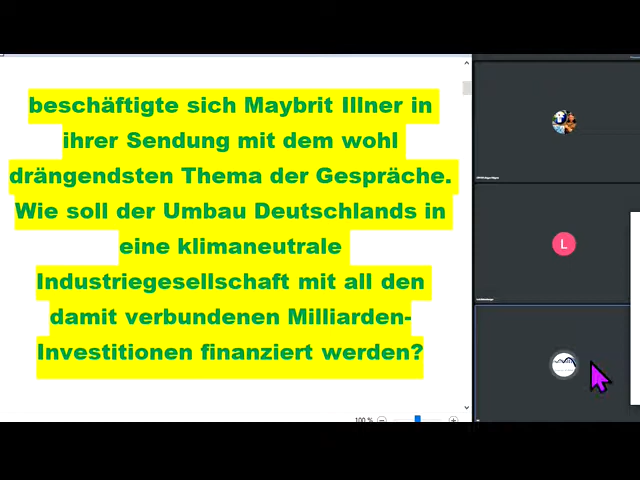 beschäftigte sich Maybrit Illner in
ihrer Sendung mit dem wohl
drängendsten Thema der Gespräche.
Wie soll der Umbau Deutschlands in
eine klimaneutrale
Industriegesellschaft mit all den
damit verbundenen Milliarden-
Investitionen finanziert werden?
L
100 %